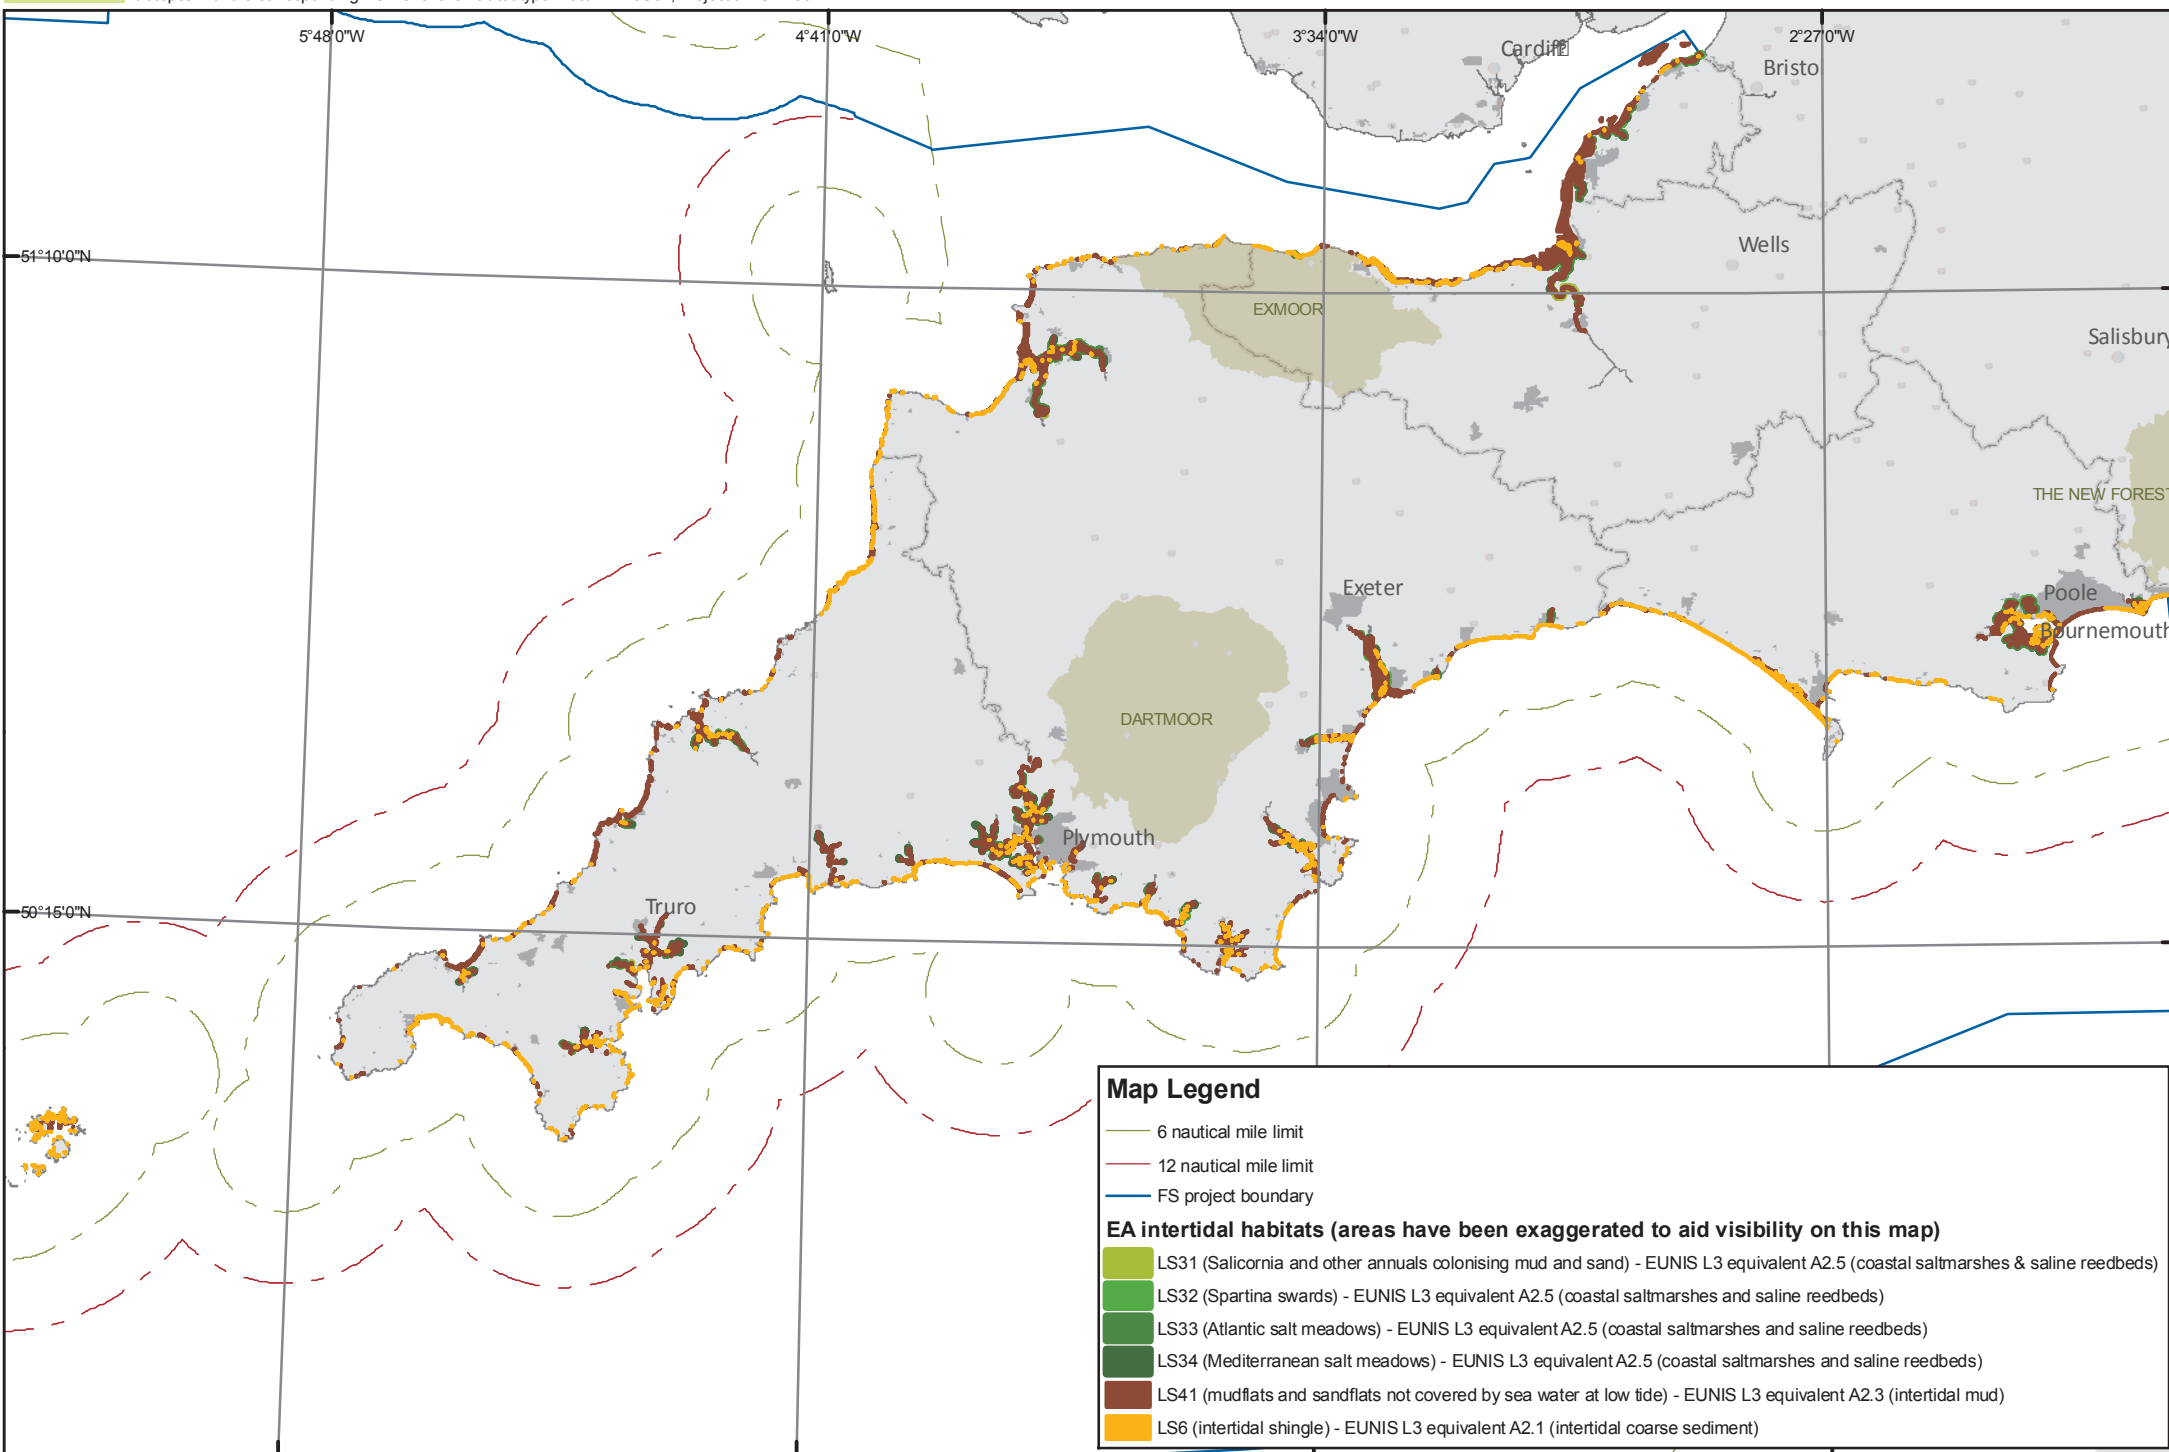 5°48'0"W
4°41'0"W
3°34'0"W
2°27'0"W
Cardiff
Bristo
51°10'0"N
Wells
EXMOOR
Salisbury
THE NEW FOREST
Exeter
Poole
Bournemouth
DARTMOOR
Plymouth
Truro
50°15'0"N
Map Legend
6 nautical mile limit
12 nautical mile limit
FS project boundary
EA intertidal habitats (areas have been exaggerated to aid visibility on this map)
LS31 (Salicornia and other annuals colonising mud and sand) - EUNIS L3 equivalent A2.5 (coastal saltmarshes & saline reedbeds)
LS32 (Spartina swards) - EUNIS L3 equivalent A2.5 (coastal saltmarshes and saline reedbeds)
LS33 (Atlantic salt meadows) - EUNIS L3 equivalent A2.5 (coastal saltmarshes and saline reedbeds)
LS34 (Mediterranean salt meadows) - EUNIS L3 equivalent A2.5 (coastal saltmarshes and saline reedbeds)
LS41 (mudflats and sandflats not covered by sea water at low tide) - EUNIS L3 equivalent A2.3 (intertidal mud)
LS6 (intertidal shingle) - EUNIS L3 equivalent A2.1 (intertidal coarse sediment)